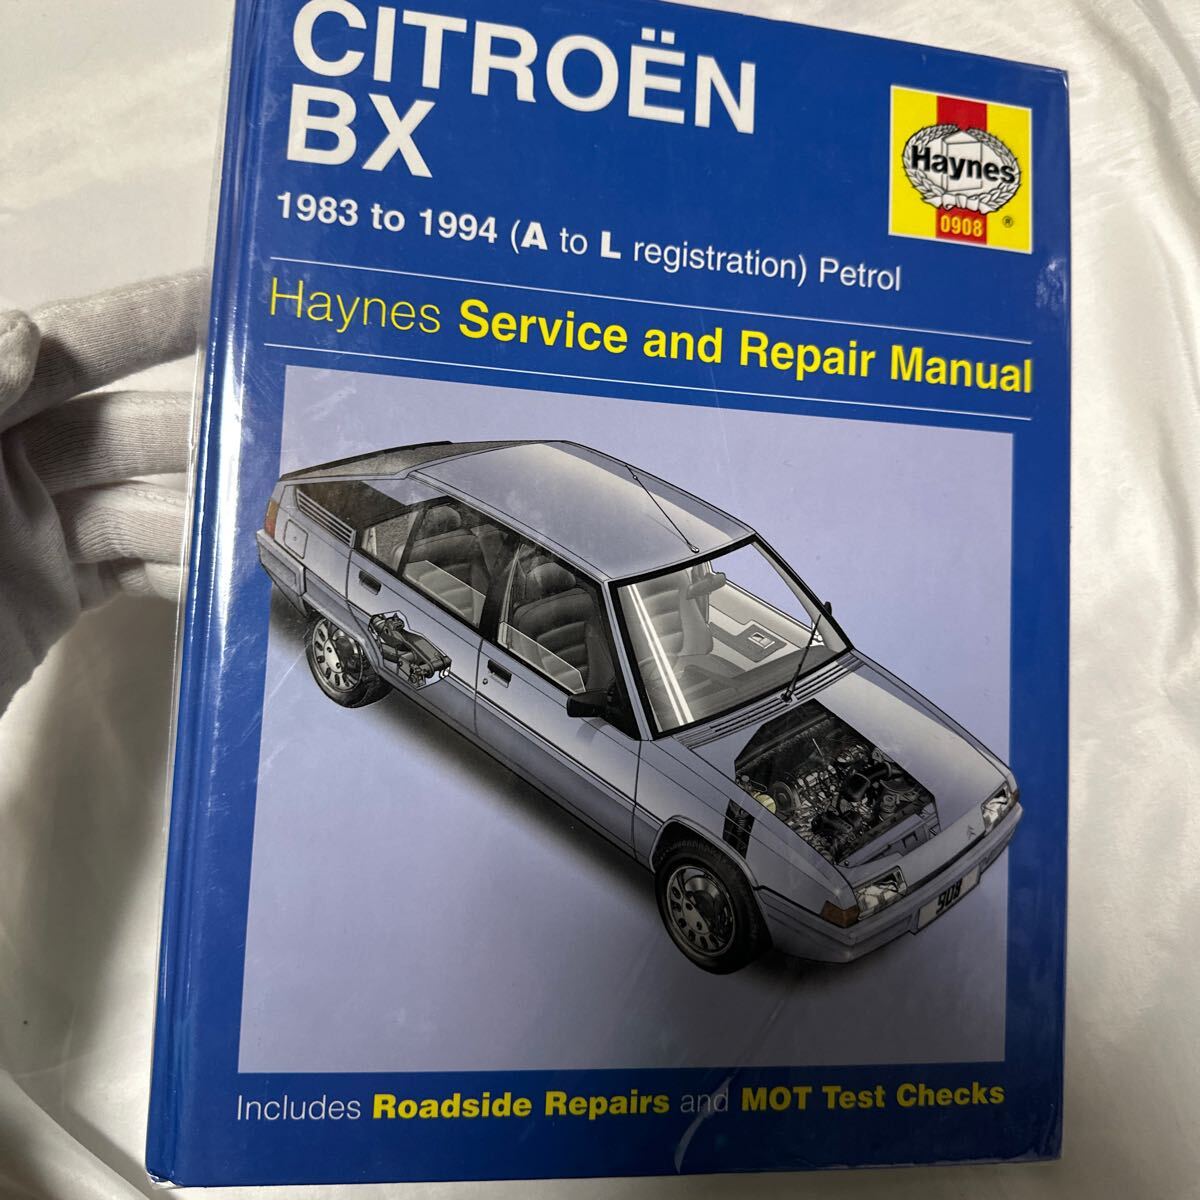 CITROËN
BX
1983 to 1994 (A to L registration) Petrol
Haynes
0908
®
Haynes Service and Repair Manual
908
Includes Roadside Repairs and MOT Test Checks